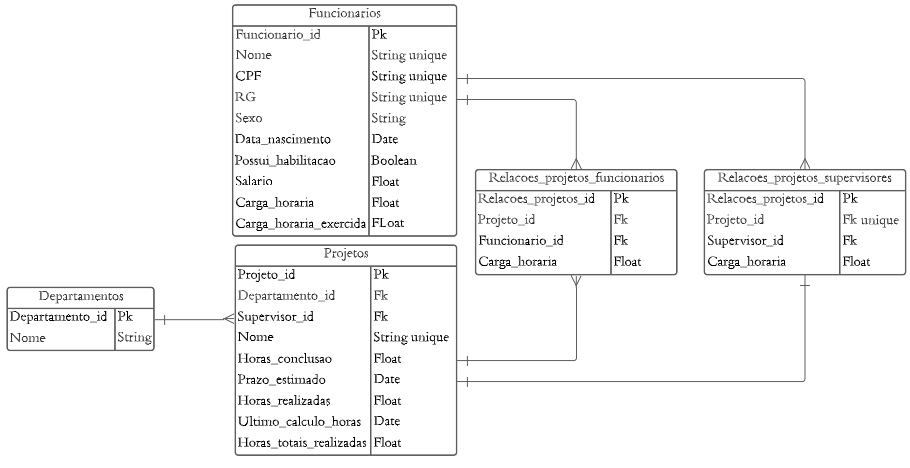 Funcionarios
Funcionario_id Pk
Nome String unique
CPF String unique
RG String unique
Sexo String
Data_nascimento Date
Possui_habilitacao Boolean
Salario Float
Carga_horaria Float
Carga_horaria_exercida FLoat
Relacoes_projetos_funcionarios
Relacoes_projetos_id Pk
Projeto_id Fk
Funcionario_id Fk
Carga_horaria Float
Relacoes_projetos_supervisores
Relacoes_projetos_id Pk
Projeto_id Fk unique
Supervisor_id Fk
Carga_horaria Float
Departamentos
Departamento_id Pk
Nome String
Projetos
Projeto_id Pk
Departamento_id Fk
Supervisor_id Fk
Nome String unique
Horas_conclusao Float
Prazo_estimado Date
Horas_realizadas Float
Ultimo_calculo_horas Date
Horas_totais_realizadas Float